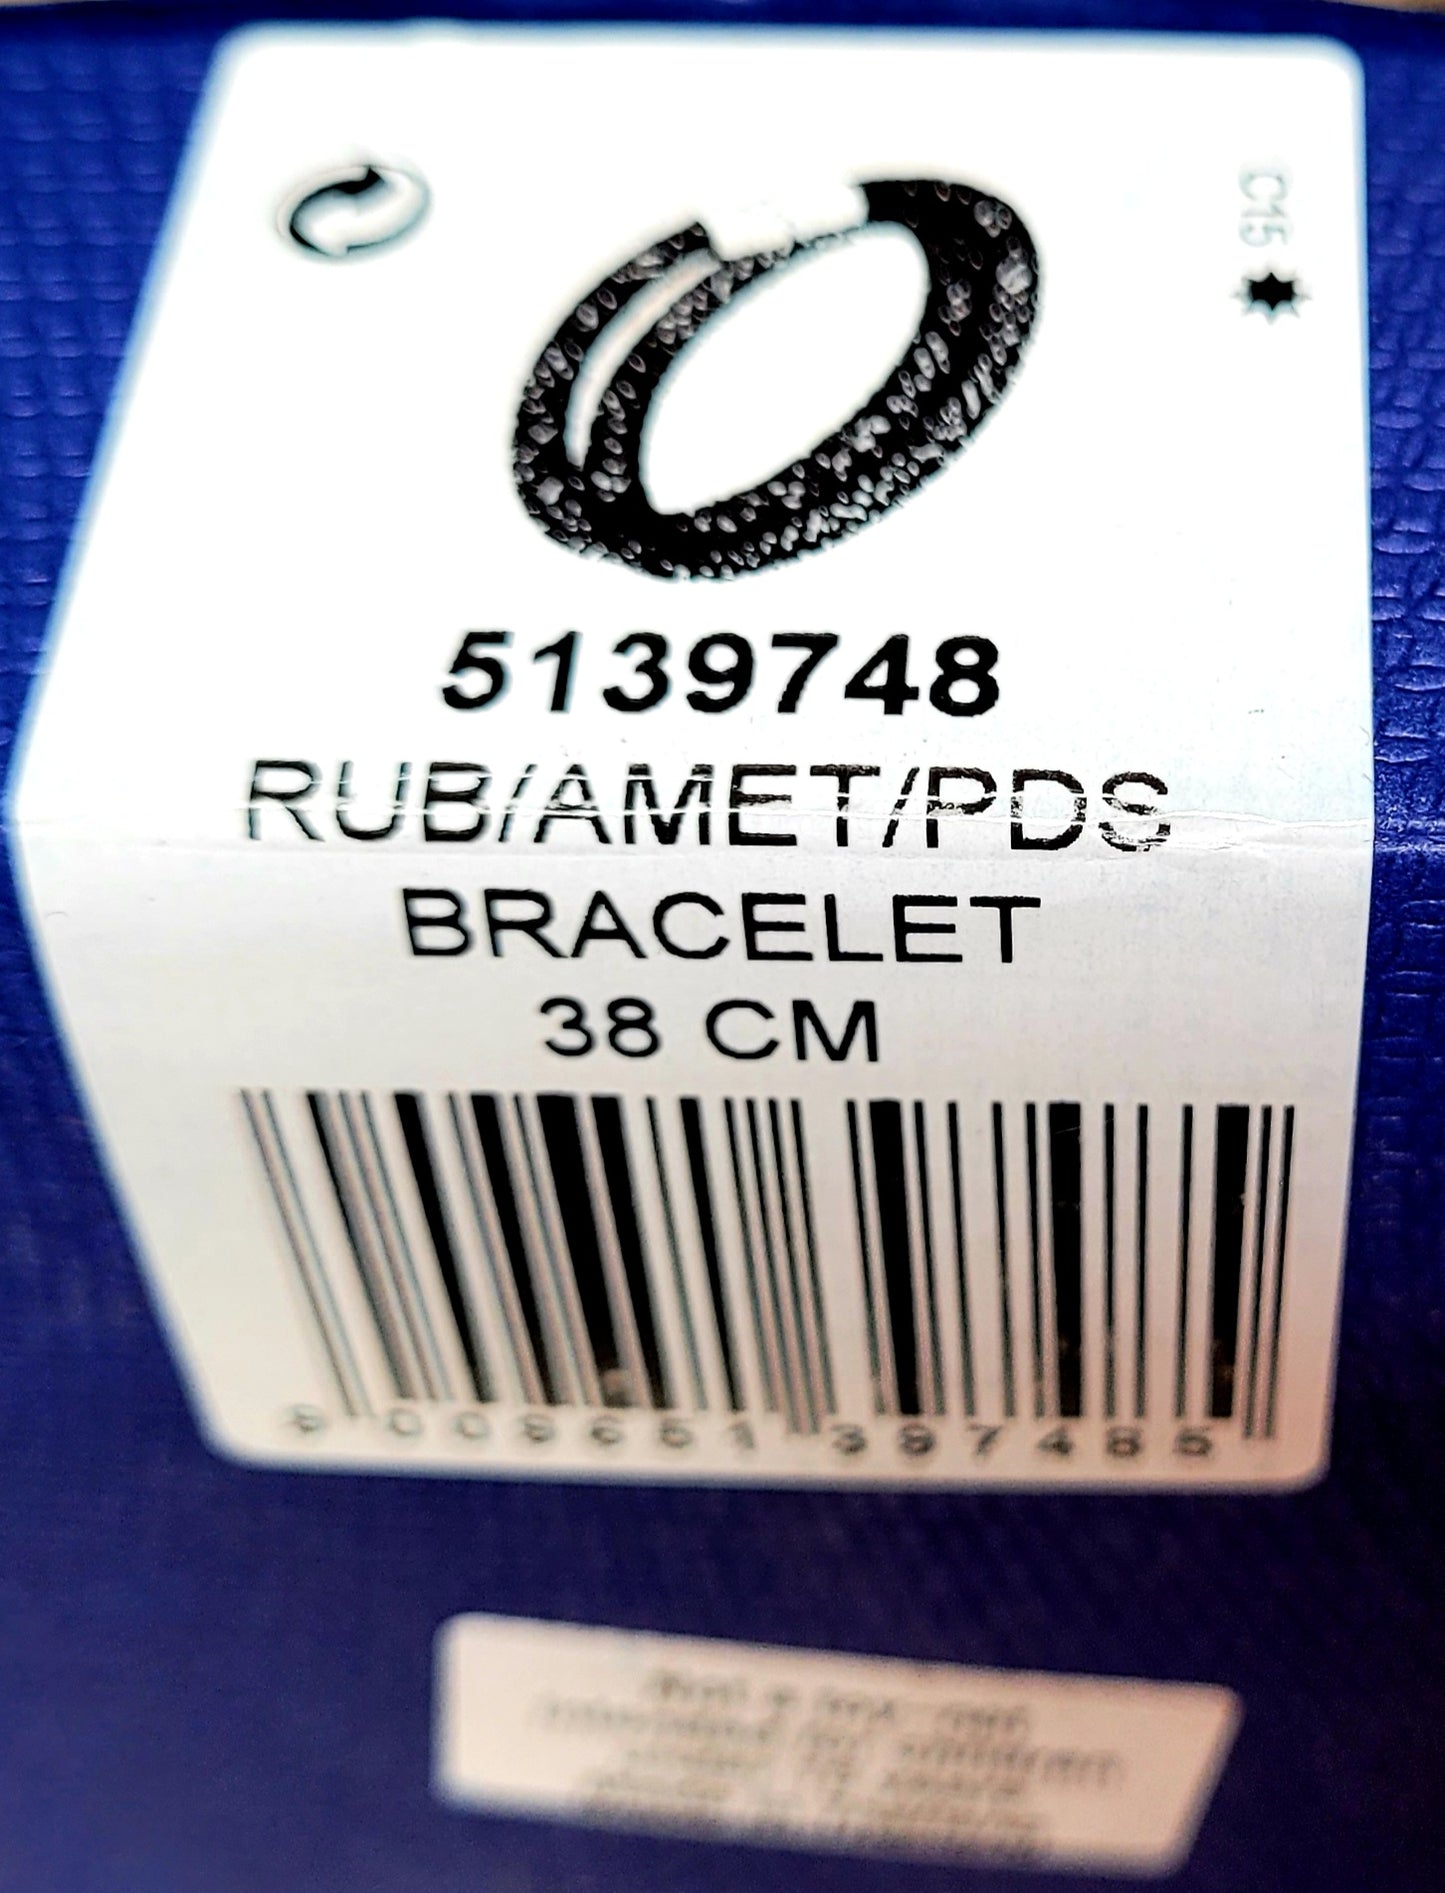 C15
5139748
RUB/AMET/PDS
BRACELET
38 CM
9 009651 397485